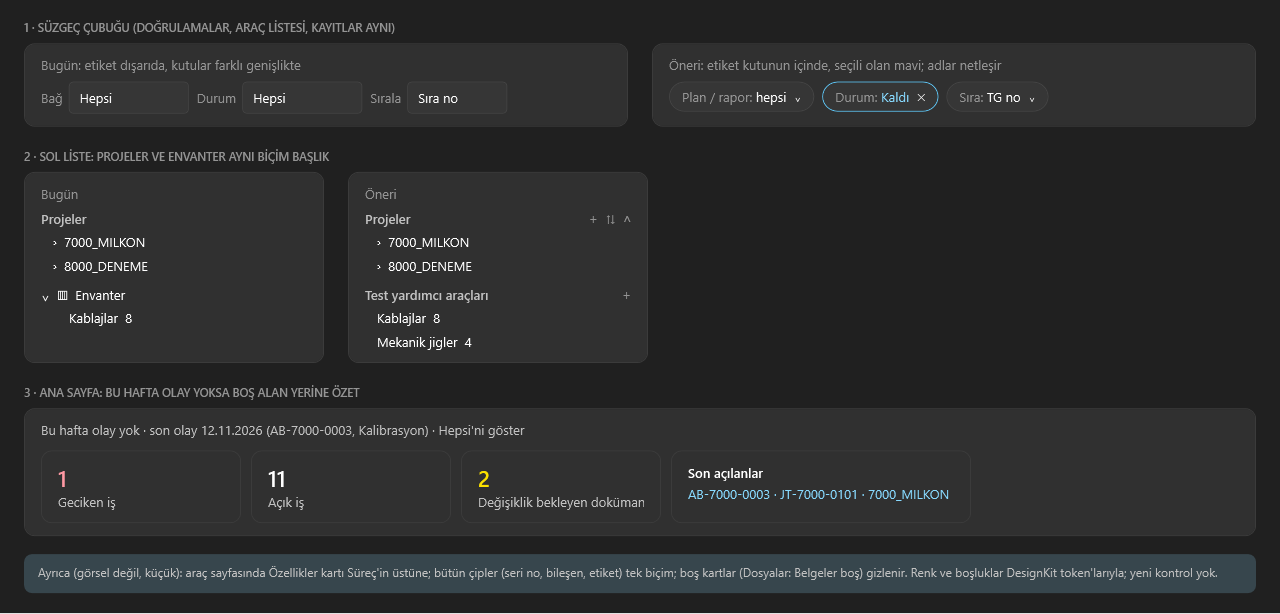 1 · SÜZGEÇ ÇUBUĞU (DOĞRULAMALAR, ARAÇ LİSTESİ, KAYITLAR AYNI)
Bugün: etiket dışarıda, kutular farklı genişlikte
Bağ Hepsi Durum Hepsi Sırala Sıra no
Öneri: etiket kutunun içinde, seçili olan mavi; adlar netleşir
Plan / rapor: hepsi ⌄ Durum: Kaldı ✕ Sıra: TG no ⌄
2 · SOL LİSTE: PROJELER VE ENVANTER AYNI BİÇİM BAŞLIK
Bugün
Projeler
› 7000_MILKON
› 8000_DENEME
⌄ Envanter
Kablajlar 8
Öneri
Projeler + ⇅ ^
› 7000_MILKON
› 8000_DENEME
Test yardımcı araçları +
Kablajlar 8
Mekanik jigler 4
3 · ANA SAYFA: BU HAFTA OLAY YOKSA BOŞ ALAN YERİNE ÖZET
Bu hafta olay yok · son olay 12.11.2026 (AB-7000-0003, Kalibrasyon) · Hepsi'ni göster
1
Geciken iş
11
Açık iş
2
Değişiklik bekleyen doküman
Son açılanlar
AB-7000-0003 · JT-7000-0101 · 7000_MILKON
Ayrıca (görsel değil, küçük): araç sayfasında Özellikler kartı Süreç'in üstüne; bütün çipler (seri no, bileşen, etiket) tek biçim; boş kartlar (Dosyalar: Belgeler boş) gizlenir. Renk ve boşluklar DesignKit token'larıyla; yeni kontrol yok.